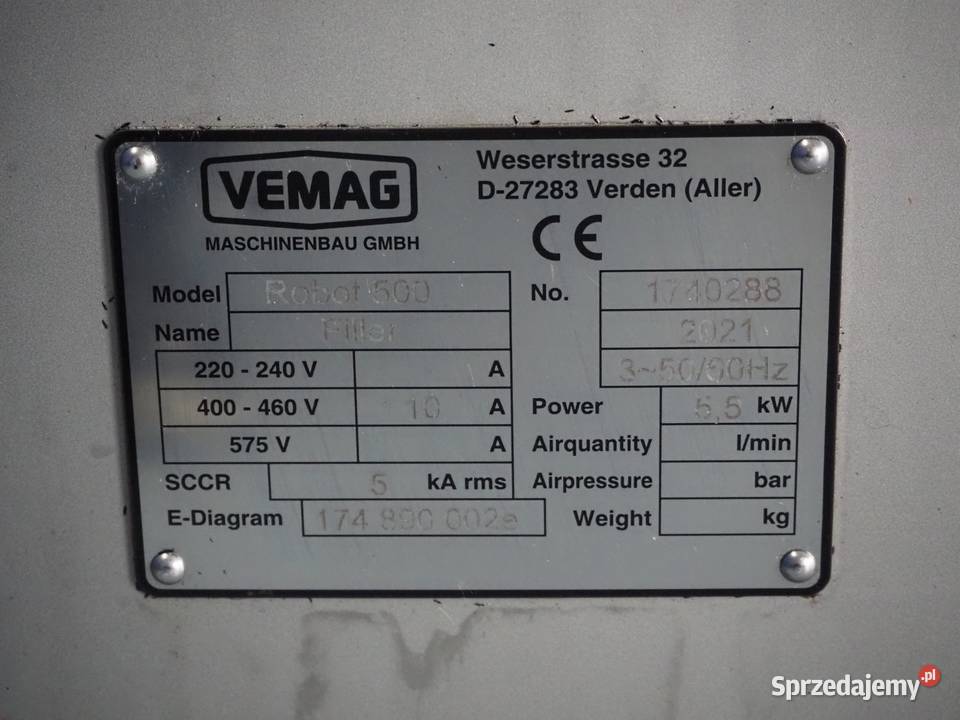 VEMAG
MASCHINENBAU GMBH
Weserstrasse 32
D-27283 Verden (Aller)
CE
Model Robot 500
No. 1740288
Name Filler
2021
220 - 240 V A
3~50/60Hz
400 - 460 V 10 A
Power 5,5 kW
575 V A
Airquantity l/min
SCCR 5 kA rms
Airpressure bar
E-Diagram 174 890 002e
Weight kg
Sprzedajemy.pl